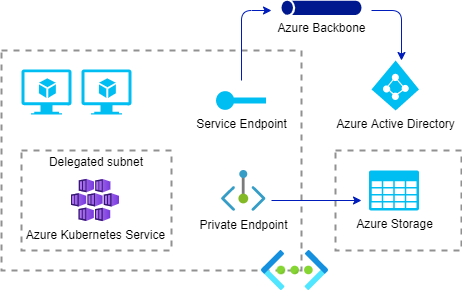 Azure Backbone
Service Endpoint
Azure Active Directory
Delegated subnet
Azure Kubernetes Service
Private Endpoint
Azure Storage